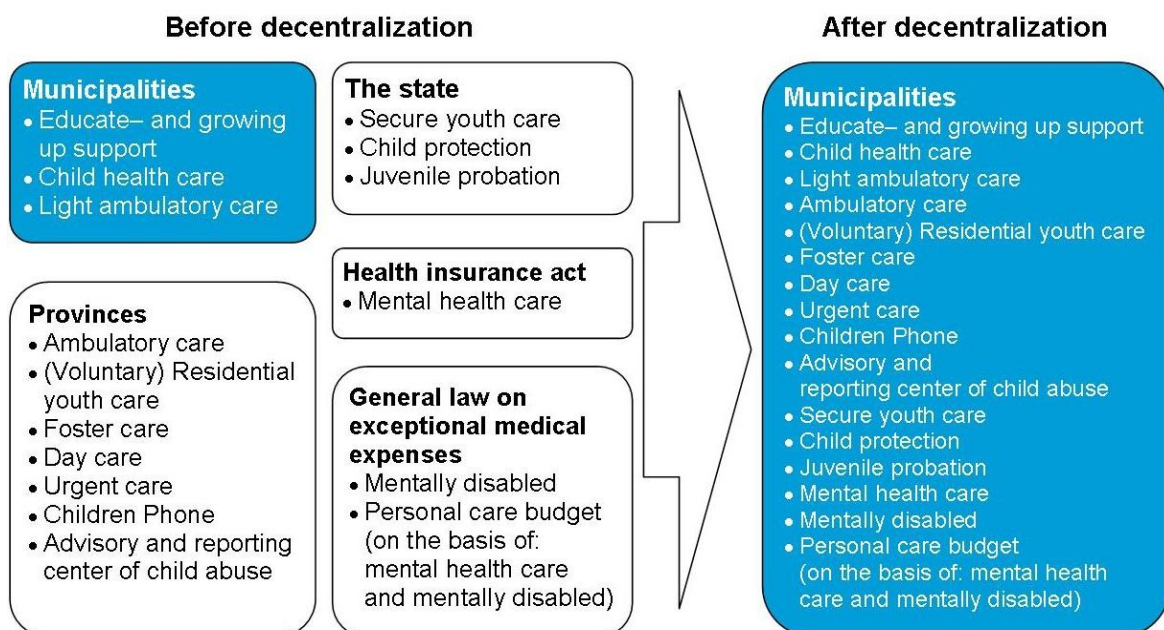 Before decentralization
After decentralization
Municipalities
• Educate– and growing
up support
• Child health care
• Light ambulatory care
The state
• Secure youth care
• Child protection
• Juvenile probation
Health insurance act
• Mental health care
Provinces
• Ambulatory care
• (Voluntary) Residential
youth care
• Foster care
• Day care
• Urgent care
• Children Phone
• Advisory and reporting
center of child abuse
General law on
exceptional medical
expenses
• Mentally disabled
• Personal care budget
(on the basis of:
mental health care
and mentally disabled)
Municipalities
• Educate– and growing up support
• Child health care
• Light ambulatory care
• Ambulatory care
• (Voluntary) Residential youth care
• Foster care
• Day care
• Urgent care
• Children Phone
• Advisory and
reporting center of child abuse
• Secure youth care
• Child protection
• Juvenile probation
• Mental health care
• Mentally disabled
• Personal care budget
(on the basis of: mental health
care and mentally disabled)